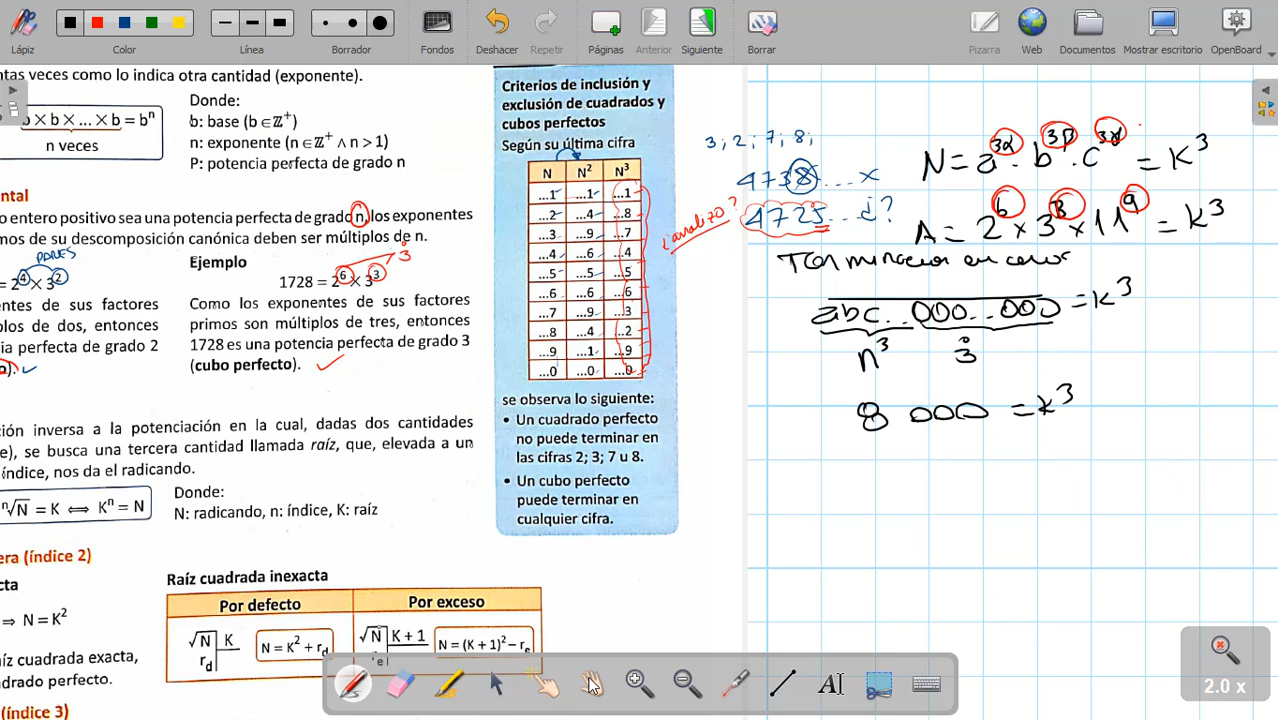 Lápiz
Color
Línea
Borrador
Fondos
Deshacer
Repetir
Páginas
Anterior
Siguiente
Borrar
Pizarra
Web
Documentos
Mostrar escritorio
OpenBoard
ntas veces como lo indica otra cantidad (exponente).
b × b × ... × b = bⁿ
n veces
Donde:
b: base (b ∈ ℤ⁺)
n: exponente (n ∈ ℤ⁺ ∧ n > 1)
P: potencia perfecta de grado n
ntal
o entero positivo sea una potencia perfecta de grado n, los exponentes
mos de su descomposición canónica deben ser múltiplos de n.
PARES
= 2⁴ × 3²
entes de sus factores
plos de dos, entonces
ia perfecta de grado 2
o).
Ejemplo
3̊
1728 = 2⁶ × 3³
Como los exponentes de sus factores
primos son múltiplos de tres, entonces
1728 es una potencia perfecta de grado 3
(cubo perfecto).
ción inversa a la potenciación en la cual, dadas dos cantidades
e), se busca una tercera cantidad llamada raíz, que, elevada a un
índice, nos da el radicando.
ⁿ√N = K ⟺ Kⁿ = N
Donde:
N: radicando, n: índice, K: raíz
era (índice 2)
cta
⇒ N = K²
íz cuadrada exacta,
drado perfecto.
(índice 3)
Raíz cuadrada inexacta
Por defecto Por exceso
√N K
r_d
N = K² + r_d
√N K + 1
N = (K + 1)² − r_e
Criterios de inclusión y
exclusión de cuadrados y
cubos perfectos
Según su última cifra
N N² N³
...1 ...1 ...1
...2 ...4 ...8
...3 ...9 ...7
...4 ...6 ...4
...5 ...5 ...5
...6 ...6 ...6
...7 ...9 ...3
...8 ...4 ...2
...9 ...1 ...9
...0 ...0 ...0
se observa lo siguiente:
• Un cuadrado perfecto
no puede terminar en
las cifras 2; 3; 7 u 8.
• Un cubo perfecto
puede terminar en
cualquier cifra.
3; 2; 7; 8;
4738 ... x
4725 ... ¿?
N = a³ᵅ · b³ᵝ · c³ᵞ = K³
A = 2⁶ × 3³ × 11⁹ = K³
Terminación en ceros
abc...000...000 = K³
n³ 3̊
8 000 = K³
2.0 x